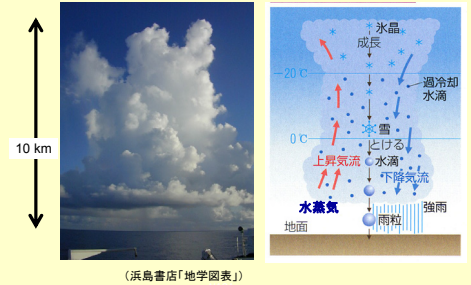 10 km
氷晶
成長
−20℃
過冷却
水滴
雪
0℃
とける
上昇気流
水滴
下降気流
水蒸気
強雨
雨粒
地面
(浜島書店「地学図表」)